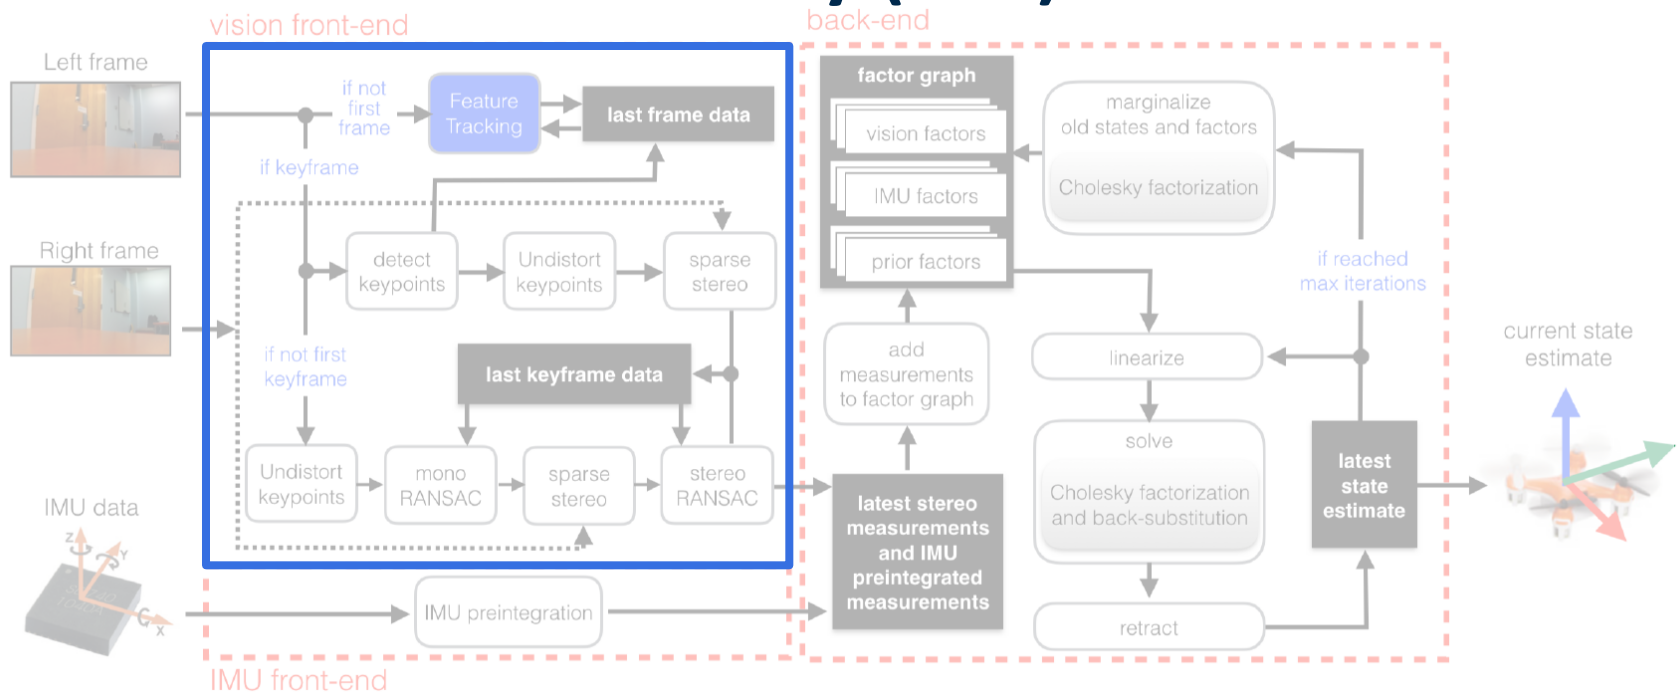 vision front-end
back-end
Left frame
if not
first
frame
Feature
Tracking
last frame data
if keyframe
Right frame
detect
keypoints
Undistort
keypoints
sparse
stereo
if not first
keyframe
last keyframe data
Undistort
keypoints
mono
RANSAC
sparse
stereo
stereo
RANSAC
IMU data
Z
Y
X
IMU preintegration
IMU front-end
factor graph
vision factors
IMU factors
prior factors
marginalize
old states and factors
Cholesky factorization
if reached
max iterations
add
measurements
to factor graph
linearize
solve
Cholesky factorization
and back-substitution
latest stereo
measurements
and IMU
preintegrated
measurements
retract
latest
state
estimate
current state
estimate